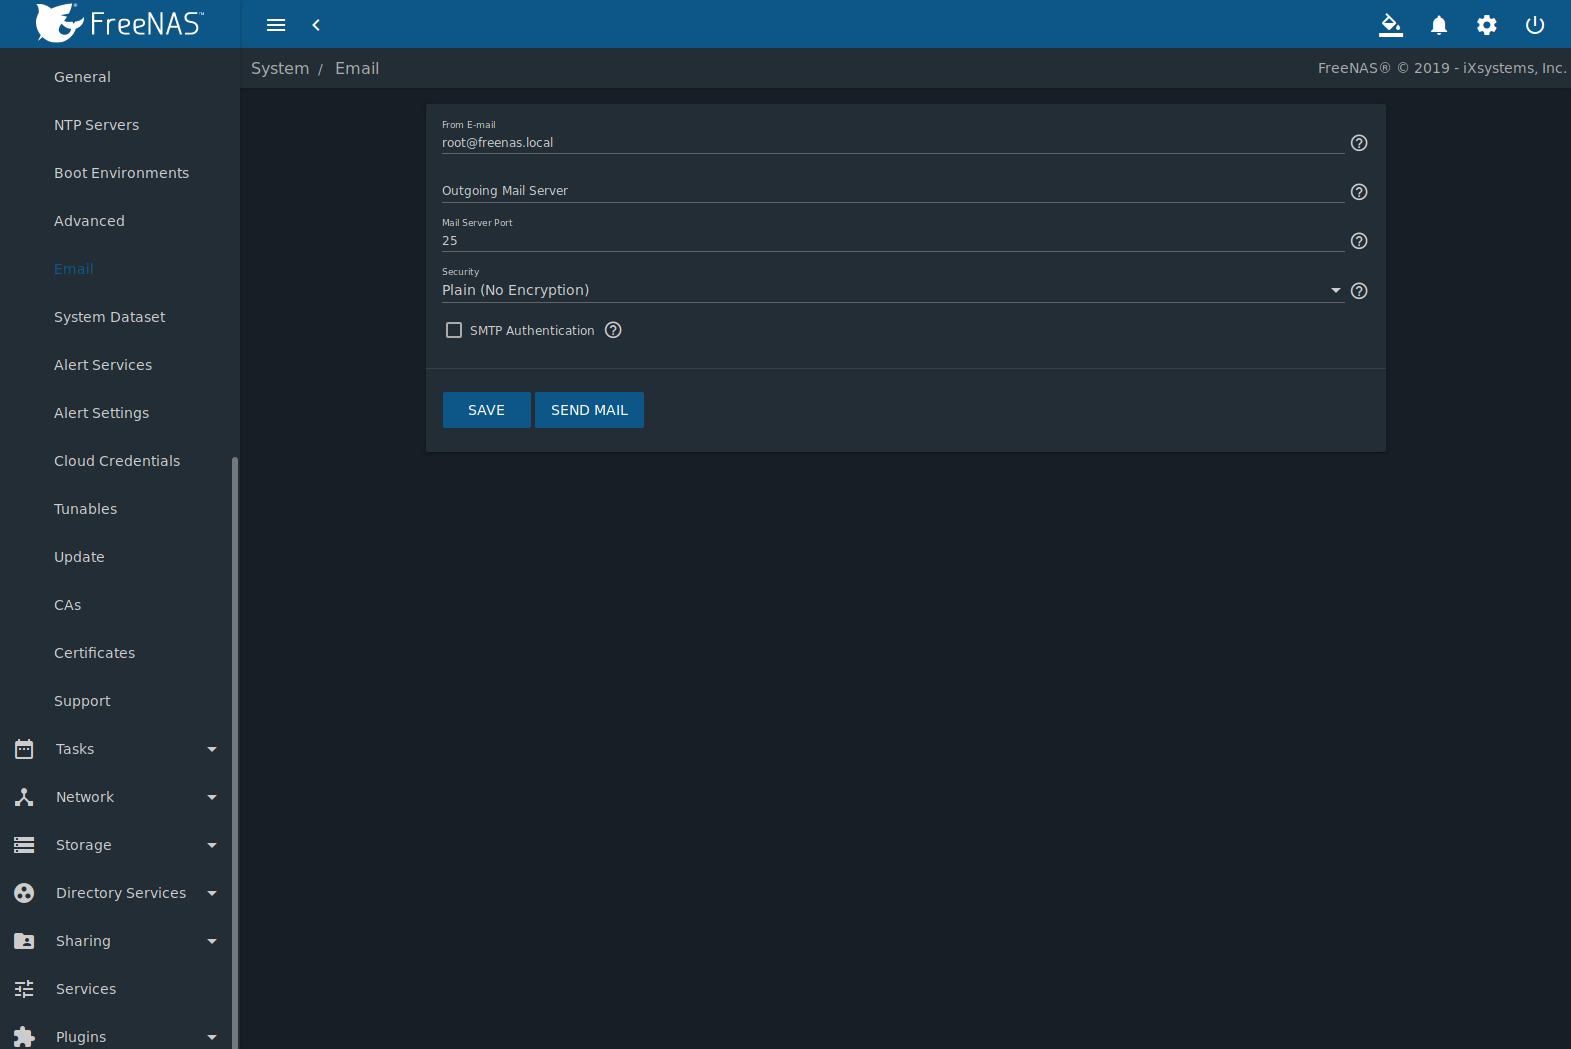 FreeNAS™
System / Email
FreeNAS® © 2019 - iXsystems, Inc.
General
NTP Servers
Boot Environments
Advanced
Email
System Dataset
Alert Services
Alert Settings
Cloud Credentials
Tunables
Update
CAs
Certificates
Support
Tasks
Network
Storage
Directory Services
Sharing
Services
Plugins
From E-mail
root@freenas.local
Outgoing Mail Server
Mail Server Port
25
Security
Plain (No Encryption)
SMTP Authentication
SAVE
SEND MAIL